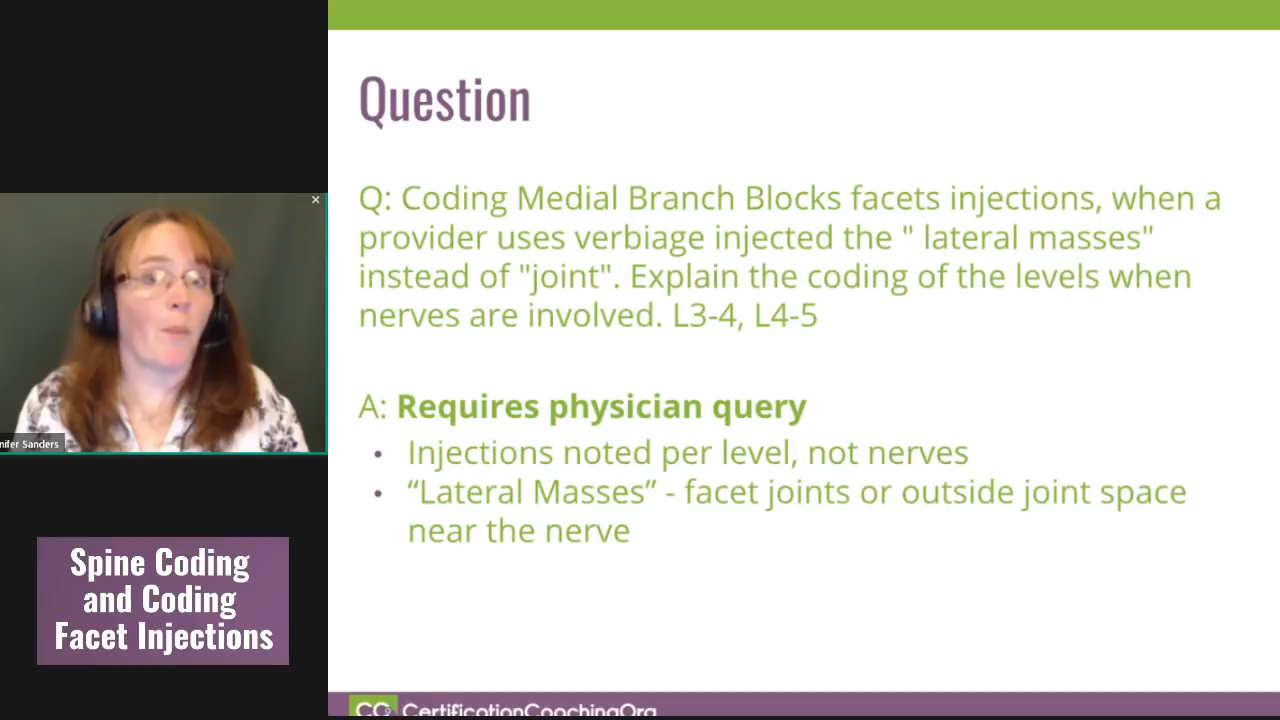 Question
Q: Coding Medial Branch Blocks facets injections, when a
provider uses verbiage injected the " lateral masses"
instead of "joint". Explain the coding of the levels when
nerves are involved. L3-4, L4-5
A: Requires physician query
• Injections noted per level, not nerves
• “Lateral Masses” - facet joints or outside joint space
near the nerve
×
nifer Sanders
Spine Coding
and Coding
Facet Injections
CertificationCoachingOrg